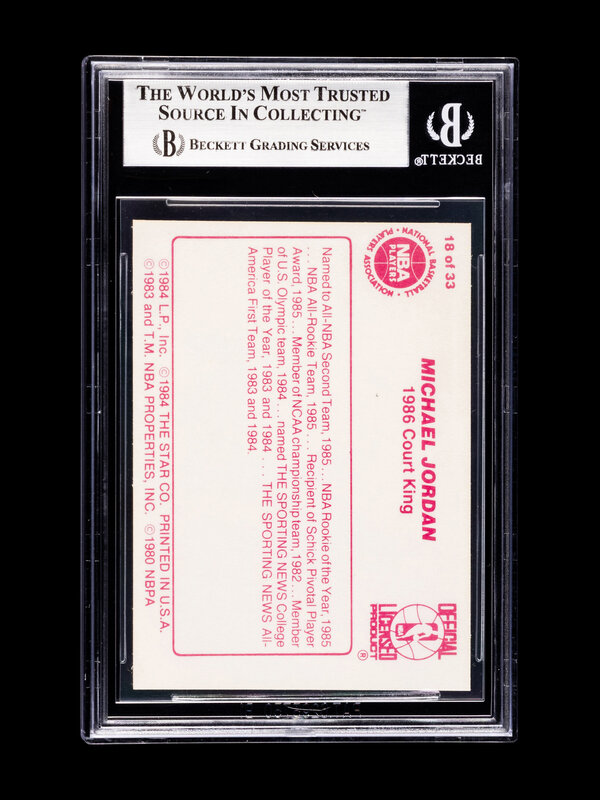 THE WORLD'S MOST TRUSTED
SOURCE IN COLLECTING™
B BECKETT GRADING SERVICES
B
BECKETT®
18 of 33
NATIONAL BASKETBALL
PLAYERS ASSOCIATION
NBA
PLAYERS
MICHAEL JORDAN
1986 Court King
OFFICIAL
LICENSED
PRODUCT
®
Named to All-NBA Second Team, 1985 ... NBA Rookie of the Year, 1985
... NBA All-Rookie Team, 1985 ... Recipient of Schick Pivotal Player
Award, 1985 ... Member of NCAA championship team, 1982 ... Member
of U.S. Olympic team, 1984 ... named THE SPORTING NEWS College
Player of the Year, 1983 and 1984 ... THE SPORTING NEWS All-
America First Team, 1983 and 1984.
©1984 L.P., Inc. ©1984 THE STAR CO. PRINTED IN U.S.A.
©1983 and T.M. NBA PROPERTIES, INC. ©1980 NBPA